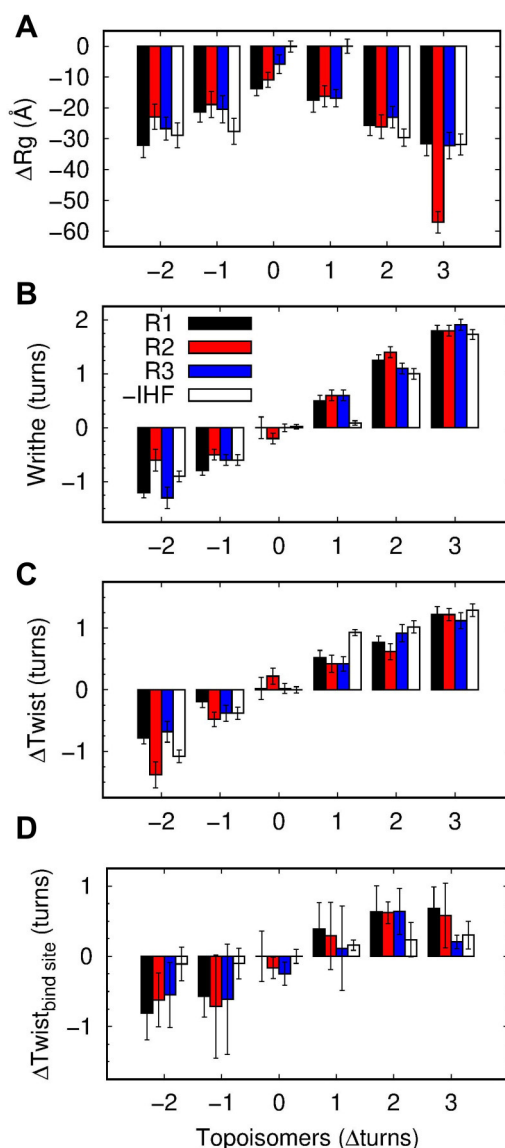 A
0
−10
−20
−30
−40
−50
−60
ΔRg (Å)
−2 −1 0 1 2 3
B
2
1
0
−1
Writhe (turns)
R1
R2
R3
−IHF
−2 −1 0 1 2 3
C
1
0
−1
ΔTwist (turns)
−2 −1 0 1 2 3
D
1
0
−1
ΔTwistbind site (turns)
−2 −1 0 1 2 3
Topoisomers (Δturns)